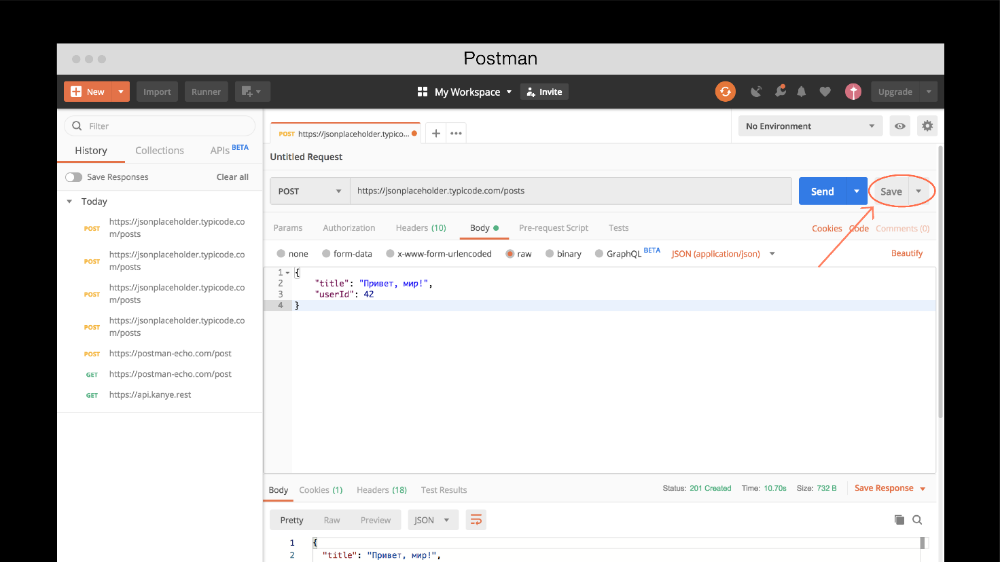 Postman
New
Import
Runner
My Workspace
Invite
Upgrade
Filter
History
Collections
APIs BETA
Save Responses
Clear all
Today
POST
https://jsonplaceholder.typicode.co
m/posts
POST
https://jsonplaceholder.typicode.co
m/posts
POST
https://jsonplaceholder.typicode.co
m/posts
POST
https://jsonplaceholder.typicode.co
m/posts
POST https://postman-echo.com/post
GET https://postman-echo.com/post
GET https://api.kanye.rest
POST https://jsonplaceholder.typico...
No Environment
Untitled Request
POST
https://jsonplaceholder.typicode.com/posts
Send
Save
Params
Authorization
Headers (10)
Body
Pre-request Script
Tests
Cookies
Code
Comments (0)
none
form-data
x-www-form-urlencoded
raw
binary
GraphQL BETA
JSON (application/json)
Beautify
1 {
2 "title": "Привет, мир!",
3 "userId": 42
4 }
Body
Cookies (1)
Headers (18)
Test Results
Status: 201 Created
Time: 10.70s
Size: 732 B
Save Response
Pretty
Raw
Preview
JSON
1 {
2 "title": "Привет, мир!",